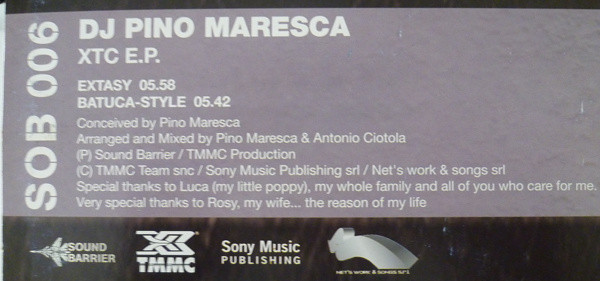 SOB 006
DJ PINO MARESCA
XTC E.P.
EXTASY 05.58
BATUCA-STYLE 05.42
Conceived by Pino Maresca
Arranged and Mixed by Pino Maresca & Antonio Ciotola
(P) Sound Barrier / TMMC Production
(C) TMMC Team snc / Sony Music Publishing srl / Net's work & songs srl
Special thanks to Luca (my little poppy), my whole family and all of you who care for me.
Very special thanks to Rosy, my wife... the reason of my life
SOUND
BARRIER
TMMC
Sony Music
PUBLISHING
NET'S WORK & SONGS SRL